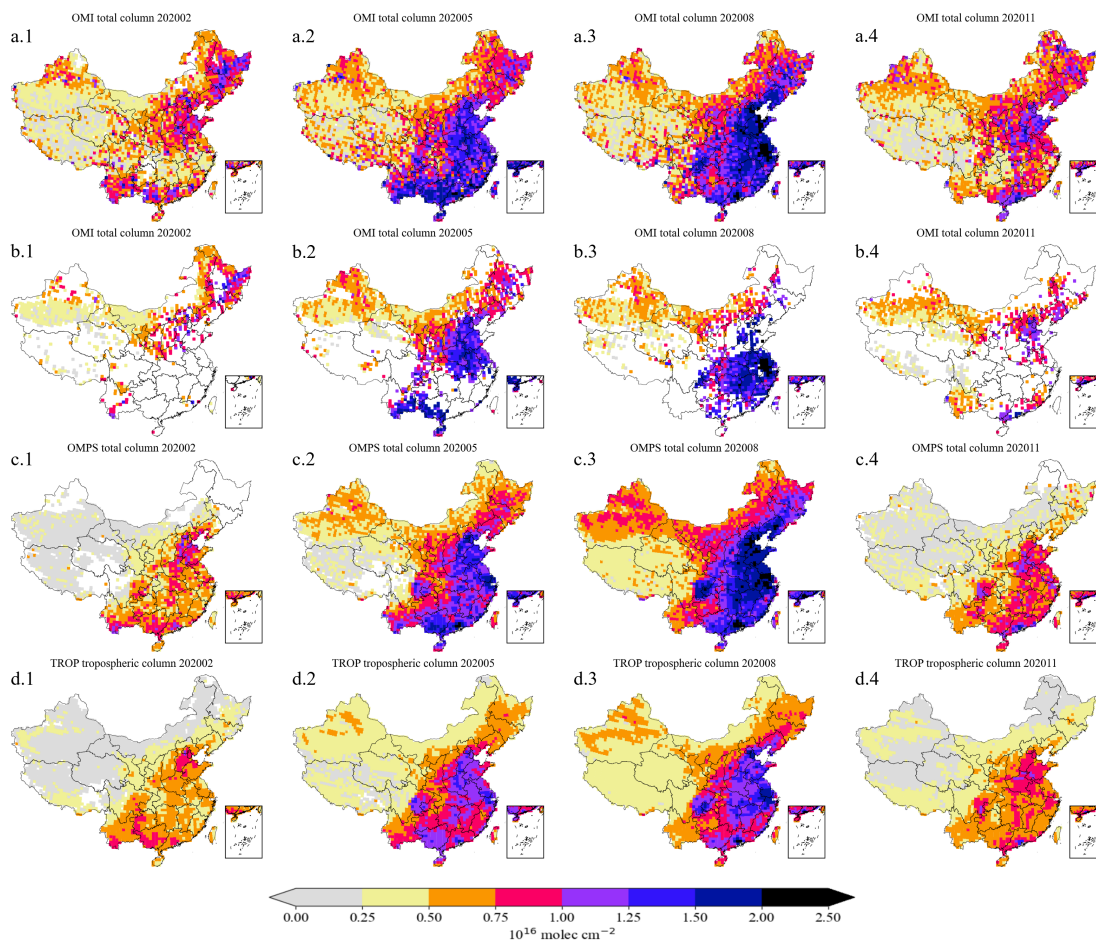 OMI total column 202002
OMI total column 202005
OMI total column 202008
OMI total column 202011
a.1
a.2
a.3
a.4
OMI total column 202002
OMI total column 202005
OMI total column 202008
OMI total column 202011
b.1
b.2
b.3
b.4
OMPS total column 202002
OMPS total column 202005
OMPS total column 202008
OMPS total column 202011
c.1
c.2
c.3
c.4
TROP tropospheric column 202002
TROP tropospheric column 202005
TROP tropospheric column 202008
TROP tropospheric column 202011
d.1
d.2
d.3
d.4
0.00 0.25 0.50 0.75 1.00 1.25 1.50 2.00 2.50
10¹⁶ molec cm⁻²